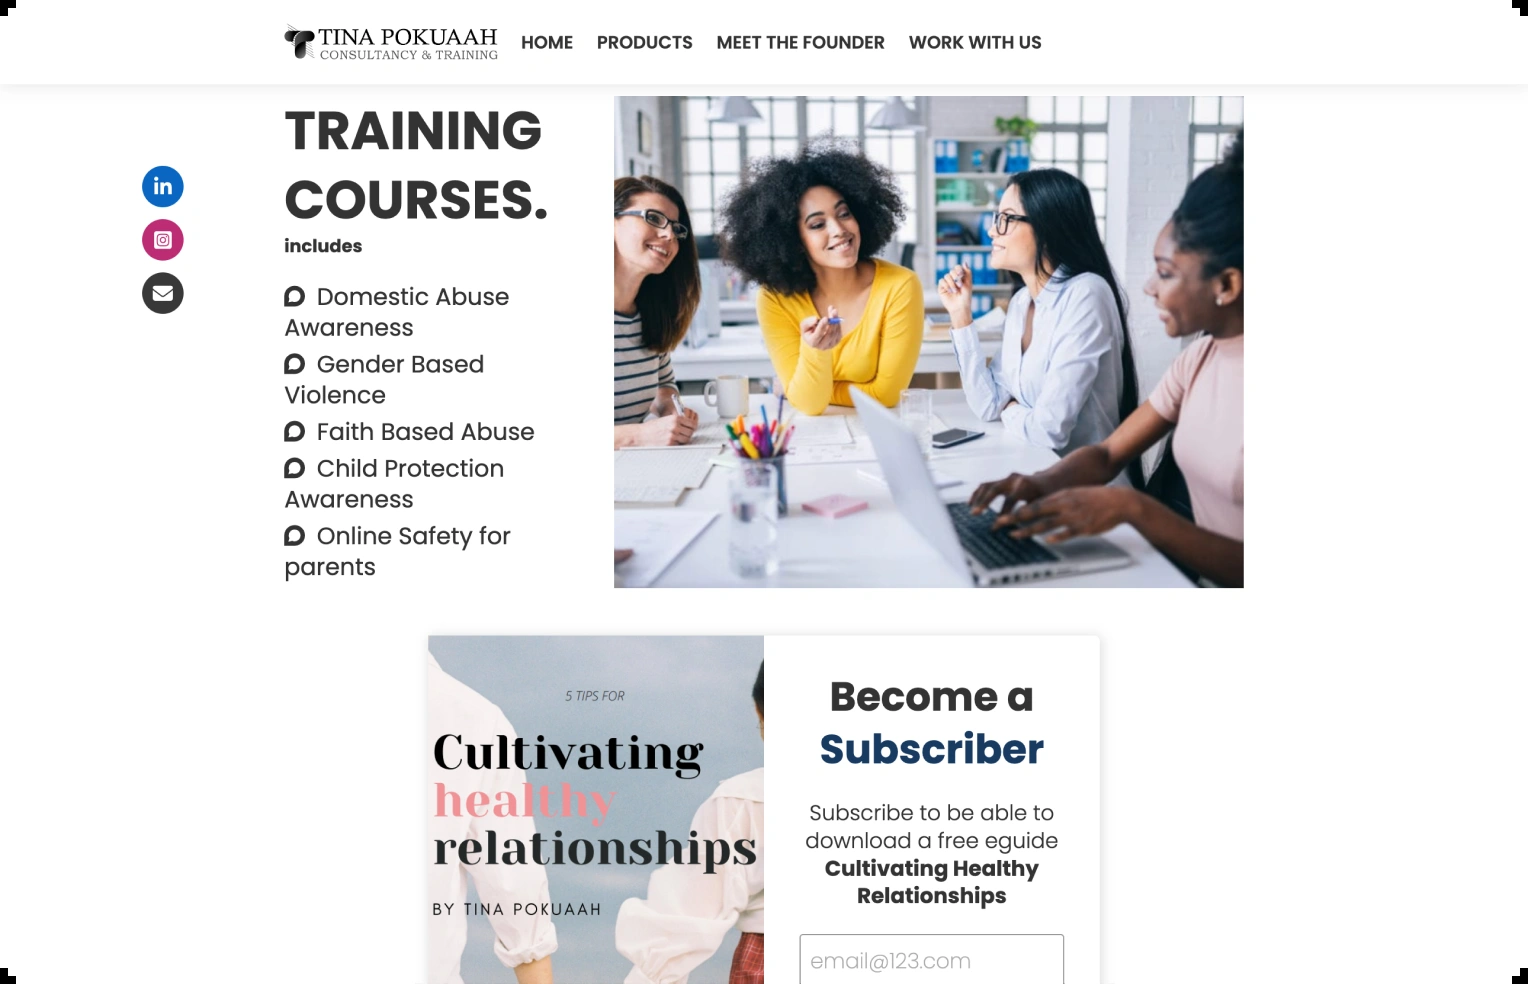 TINA POKUAAH
CONSULTANCY & TRAINING
HOME
PRODUCTS
MEET THE FOUNDER
WORK WITH US
TRAINING
COURSES.
includes
Domestic Abuse
Awareness
Gender Based
Violence
Faith Based Abuse
Child Protection
Awareness
Online Safety for
parents
in
5 TIPS FOR
Cultivating
healthy
relationships
BY TINA POKUAAH
Become a
Subscriber
Subscribe to be able to
download a free eguide
Cultivating Healthy
Relationships
email@123.com